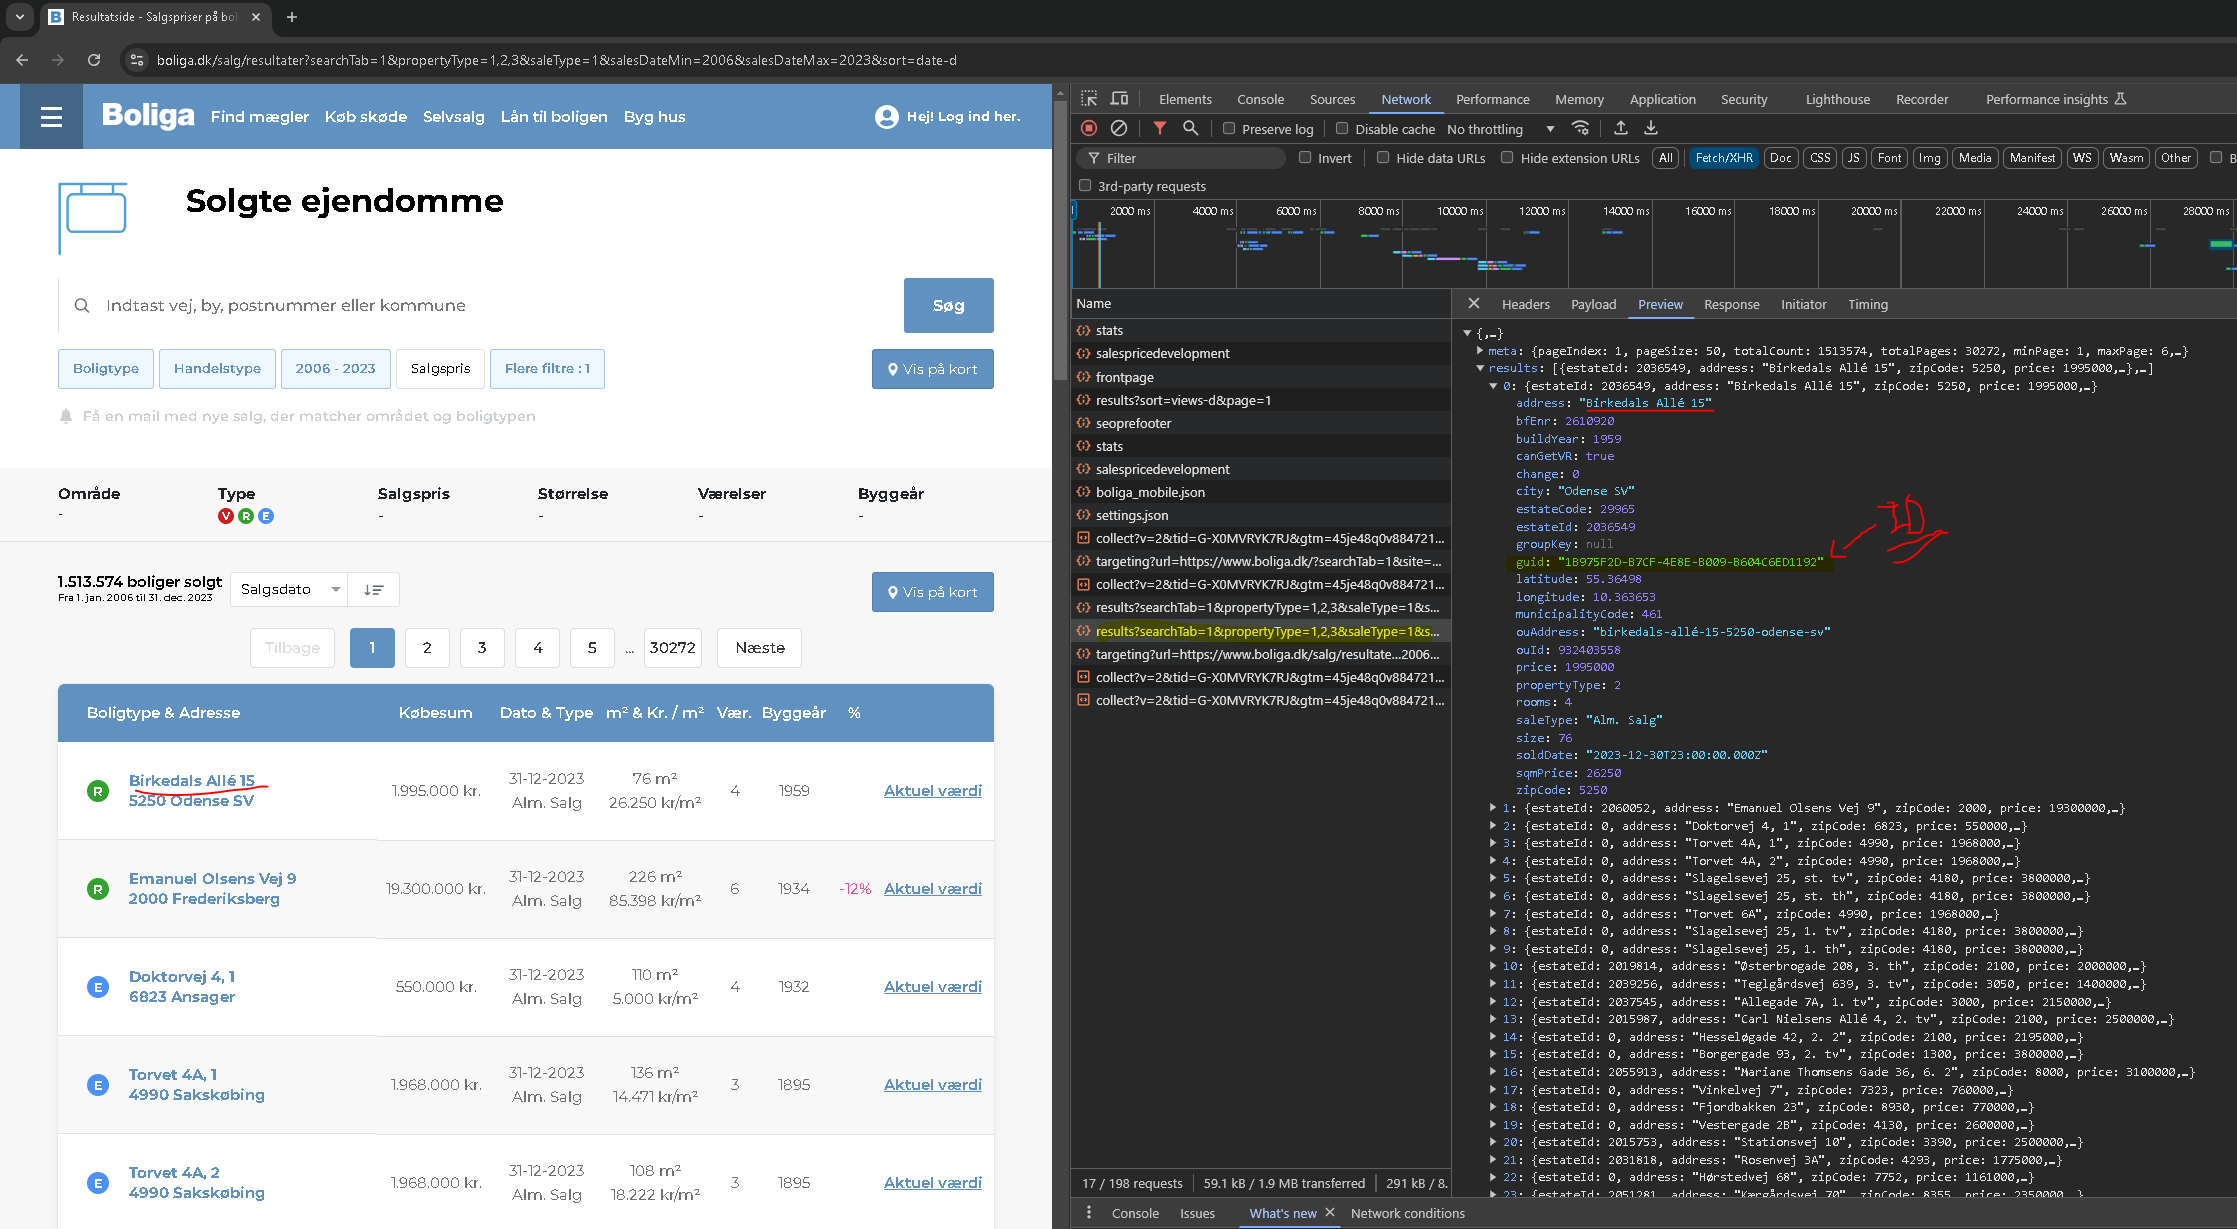 Resultatside - Salgspriser på bol
boliga.dk/salg/resultater?searchTab=1&propertyType=1,2,3&saleType=1&salesDateMin=2006&salesDateMax=2023&sort=date-d
Boliga Find mægler Køb skøde Selvsalg Lån til boligen Byg hus Hej! Log ind her.
Solgte ejendomme
Indtast vej, by, postnummer eller kommune Søg
Boligtype Handelstype 2006 - 2023 Salgspris Flere filtre : 1 Vis på kort
Få en mail med nye salg, der matcher området og boligtypen
Område Type Salgspris Størrelse Værelser Byggeår
- V R E - - - -
1.513.574 boliger solgt Salgsdato Vis på kort
Fra 1. jan. 2006 til 31. dec. 2023
Tilbage 1 2 3 4 5 ... 30272 Næste
Boligtype & Adresse Købesum Dato & Type m² & Kr. / m² Vær. Byggeår %
R Birkedals Allé 15 1.995.000 kr. 31-12-2023 76 m² 4 1959 Aktuel værdi
5250 Odense SV Alm. Salg 26.250 kr/m²
R Emanuel Olsens Vej 9 19.300.000 kr. 31-12-2023 226 m² 6 1934 -12% Aktuel værdi
2000 Frederiksberg Alm. Salg 85.398 kr/m²
E Doktorvej 4, 1 550.000 kr. 31-12-2023 110 m² 4 1932 Aktuel værdi
6823 Ansager Alm. Salg 5.000 kr/m²
E Torvet 4A, 1 1.968.000 kr. 31-12-2023 136 m² 3 1895 Aktuel værdi
4990 Sakskøbing Alm. Salg 14.471 kr/m²
E Torvet 4A, 2 1.968.000 kr. 31-12-2023 108 m² 3 1895 Aktuel værdi
4990 Sakskøbing Alm. Salg 18.222 kr/m²
Elements Console Sources Network Performance Memory Application Security Lighthouse Recorder Performance insights
Preserve log Disable cache No throttling
Filter Invert Hide data URLs Hide extension URLs All Fetch/XHR Doc CSS JS Font Img Media Manifest WS Wasm Other B
3rd-party requests
2000 ms 4000 ms 6000 ms 8000 ms 10000 ms 12000 ms 14000 ms 16000 ms 18000 ms 20000 ms 22000 ms 24000 ms 26000 ms 28000 ms
Name
stats
salespricedevelopment
frontpage
results?sort=views-d&page=1
seoprefooter
stats
salespricedevelopment
boliga_mobile.json
settings.json
collect?v=2&tid=G-X0MVRYK7RJ&gtm=45je48q0v884721...
targeting?url=https://www.boliga.dk/?searchTab=1&site=...
collect?v=2&tid=G-X0MVRYK7RJ&gtm=45je48q0v884721...
results?searchTab=1&propertyType=1,2,3&saleType=1&s...
results?searchTab=1&propertyType=1,2,3&saleType=1&s...
targeting?url=https://www.boliga.dk/salg/resultate...2006...
collect?v=2&tid=G-X0MVRYK7RJ&gtm=45je48q0v884721...
collect?v=2&tid=G-X0MVRYK7RJ&gtm=45je48q0v884721...
17 / 198 requests 59.1 kB / 1.9 MB transferred 291 kB / 8.
Headers Payload Preview Response Initiator Timing
{,…}
meta: {pageIndex: 1, pageSize: 50, totalCount: 1513574, totalPages: 30272, minPage: 1, maxPage: 6,…}
results: [{estateId: 2036549, address: "Birkedals Allé 15", zipCode: 5250, price: 1995000,…},…]
0: {estateId: 2036549, address: "Birkedals Allé 15", zipCode: 5250, price: 1995000,…}
address: "Birkedals Allé 15"
bfEnr: 2610920
buildYear: 1959
canGetVR: true
change: 0
city: "Odense SV"
estateCode: 29965
estateId: 2036549
groupKey: null
guid: "1B975F2D-B7CF-4E8E-B009-B604C6ED1192"
ID
latitude: 55.36498
longitude: 10.363653
municipalityCode: 461
ouAddress: "birkedals-allé-15-5250-odense-sv"
ouId: 932403558
price: 1995000
propertyType: 2
rooms: 4
saleType: "Alm. Salg"
size: 76
soldDate: "2023-12-30T23:00:00.000Z"
sqmPrice: 26250
zipCode: 5250
1: {estateId: 2060052, address: "Emanuel Olsens Vej 9", zipCode: 2000, price: 19300000,…}
2: {estateId: 0, address: "Doktorvej 4, 1", zipCode: 6823, price: 550000,…}
3: {estateId: 0, address: "Torvet 4A, 1", zipCode: 4990, price: 1968000,…}
4: {estateId: 0, address: "Torvet 4A, 2", zipCode: 4990, price: 1968000,…}
5: {estateId: 0, address: "Slagelsevej 25, st. tv", zipCode: 4180, price: 3800000,…}
6: {estateId: 0, address: "Slagelsevej 25, st. th", zipCode: 4180, price: 3800000,…}
7: {estateId: 0, address: "Torvet 6A", zipCode: 4990, price: 1968000,…}
8: {estateId: 0, address: "Slagelsevej 25, 1. tv", zipCode: 4180, price: 3800000,…}
9: {estateId: 0, address: "Slagelsevej 25, 1. th", zipCode: 4180, price: 3800000,…}
10: {estateId: 2019814, address: "Østerbrogade 208, 3. th", zipCode: 2100, price: 2000000,…}
11: {estateId: 2039256, address: "Teglgårdsvej 639, 3. tv", zipCode: 3050, price: 1400000,…}
12: {estateId: 2037545, address: "Allegade 7A, 1. tv", zipCode: 3000, price: 2150000,…}
13: {estateId: 2015987, address: "Carl Nielsens Allé 4, 2. tv", zipCode: 2100, price: 2500000,…}
14: {estateId: 0, address: "Hesseløgade 42, 2. 2", zipCode: 2100, price: 2195000,…}
15: {estateId: 0, address: "Borgergade 93, 2. tv", zipCode: 1300, price: 3800000,…}
16: {estateId: 2055913, address: "Mariane Thomsens Gade 36, 6. 2", zipCode: 8000, price: 3100000,…}
17: {estateId: 0, address: "Vinkelvej 7", zipCode: 7323, price: 760000,…}
18: {estateId: 0, address: "Fjordbakken 23", zipCode: 8930, price: 770000,…}
19: {estateId: 0, address: "Vestergade 2B", zipCode: 4130, price: 2600000,…}
20: {estateId: 2015753, address: "Stationsvej 10", zipCode: 3390, price: 2500000,…}
21: {estateId: 2031818, address: "Rosenvej 3A", zipCode: 4293, price: 1775000,…}
22: {estateId: 0, address: "Hørstedvej 68", zipCode: 7752, price: 1161000,…}
23: {estateId: 2051281, address: "Kærgårdsvej 70", zipCode: 8355, price: 2350000,…}
Console Issues What's new Network conditions